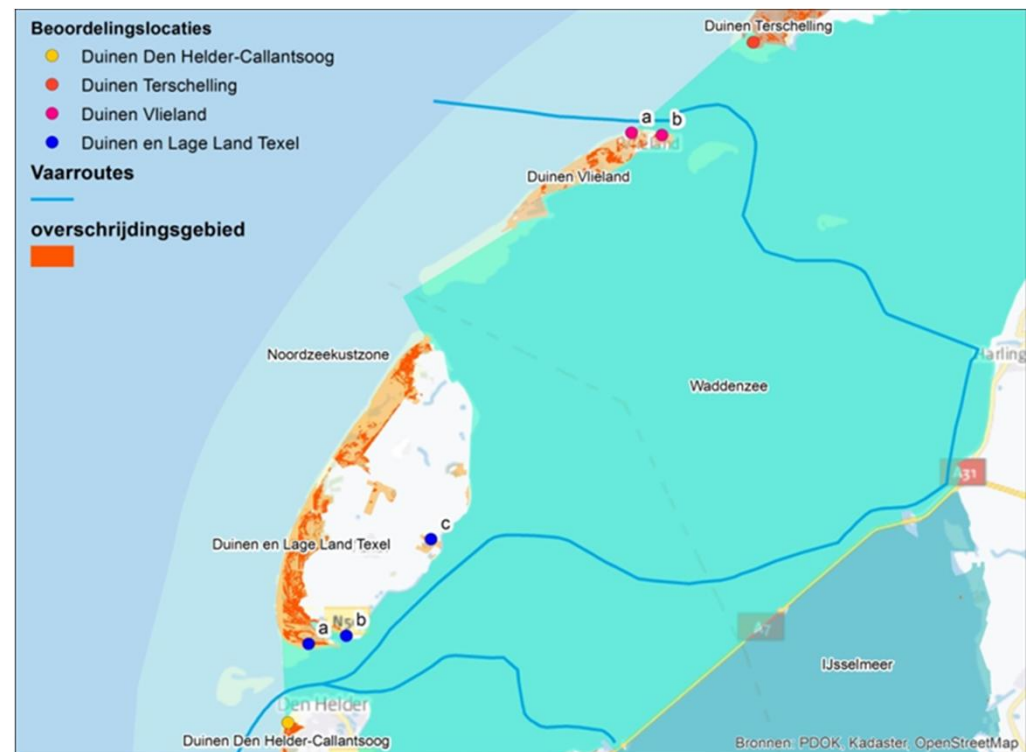 Beoordelingslocaties
Duinen Den Helder-Callantsoog
Duinen Terschelling
Duinen Vlieland
Duinen en Lage Land Texel
Vaarroutes
overschrijdingsgebied
Duinen Terschelling
a
b
Duinen Vlieland
Noordzeekustzone
Harling
Waddenzee
A31
c
Duinen en Lage Land Texel
a
b
A7
IJsselmeer
Den Helder
Duinen Den Helder-Callantsoog
Bronnen: PDOK, Kadaster, OpenStreetMap